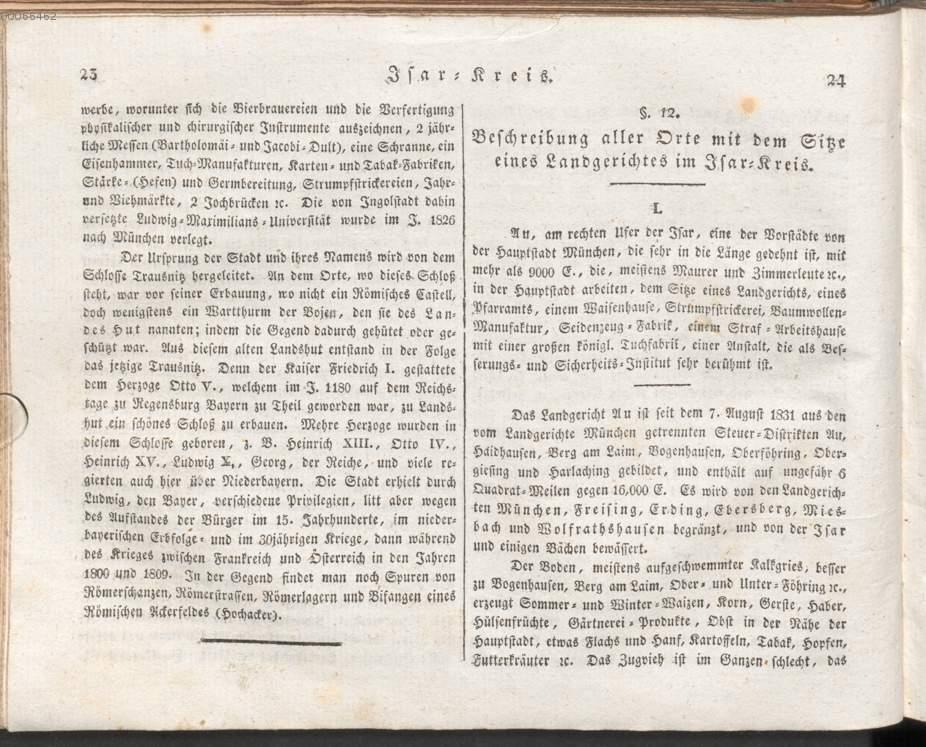 00066462
23
Isar-Kreis.
24
werbe, worunter sich die Bierbrauereien und die Verfertigung
physikalischer und chirurgischer Instrumente auszeichnen, 2 jähr-
liche Messen (Bartholomäi- und Jacobi-Dult), eine Schranne, ein
Eisenhammer, Tuch-Manufakturen, Karten- und Tabak-Fabriken,
Stärke- (Hefen) und Germbereitung, Strumpfstrickereien, Jahr-
und Viehmärkte, 2 Jochbrücken ꝛc. Die von Ingolstadt dahin
versetzte Ludwig-Maximilians-Universität wurde im J. 1826
nach München verlegt.
Der Ursprung der Stadt und ihres Namens wird von dem
Schlosse Trausnitz hergeleitet. An dem Orte, wo dieses Schloß
steht, war vor seiner Erbauung, wo nicht ein Römisches Castell,
doch wenigstens ein Wartthurm der Bojen, den sie des Lan-
des Hut nannten; indem die Gegend dadurch gehütet oder ge-
schützt war. Aus diesem alten Landshut entstand in der Folge
das jetzige Trausnitz. Denn der Kaiser Friedrich I. gestattete
dem Herzoge Otto V., welchem im J. 1180 auf dem Reichs-
tage zu Regensburg Bayern zu Theil geworden war, zu Lands-
hut ein schönes Schloß zu erbauen. Mehre Herzoge wurden in
diesem Schlosse geboren, z. B. Heinrich XIII., Otto IV.,
Heinrich XV., Ludwig X., Georg, der Reiche, und viele re-
gierten auch hier über Niederbayern. Die Stadt erhielt durch
Ludwig, den Bayer, verschiedene Privilegien, litt aber wegen
des Aufstandes der Bürger im 15. Jahrhunderte, im nieder-
bayerischen Erbfolge- und im 30jährigen Kriege, dann während
des Krieges zwischen Frankreich und Österreich in den Jahren
1800 und 1809. In der Gegend findet man noch Spuren von
Römerschanzen, Römerstrassen, Römerlagern und Bifangen eines
Römischen Ackerfeldes (Hochacker).
§. 12.
Beschreibung aller Orte mit dem Sitze
eines Landgerichtes im Isar-Kreis.
I.
Au, am rechten Ufer der Isar, eine der Vorstädte von
der Hauptstadt München, die sehr in die Länge gedehnt ist, mit
mehr als 9000 E., die, meistens Maurer und Zimmerleute ꝛc.,
in der Hauptstadt arbeiten, dem Sitze eines Landgerichts, eines
Pfarramts, einem Waisenhause, Strumpfstrickerei, Baumwollen-
Manufaktur, Seidenzeug-Fabrik, einem Straf-Arbeitshause
mit einer großen königl. Tuchfabrik, einer Anstalt, die als Bes-
serungs- und Sicherheits-Institut sehr berühmt ist.
Das Landgericht Au ist seit dem 7. August 1831 aus den
vom Landgerichte München getrennten Steuer-Distrikten Au,
Haidhausen, Berg am Laim, Bogenhausen, Oberföhring, Ober-
giesing und Harlaching gebildet, und enthält auf ungefähr 6
Quadrat-Meilen gegen 16,000 E. Es wird von den Landgerich-
ten München, Freising, Erding, Ebersberg, Mies-
bach und Wolfrathshausen begränzt, und von der Isar
und einigen Bächen bewässert.
Der Boden, meistens aufgeschwemmter Kalkgries, besser
zu Bogenhausen, Berg am Laim, Ober- und Unter-Föhring ꝛc.,
erzeugt Sommer- und Winter-Waizen, Korn, Gerste, Haber,
Hülsenfrüchte, Gärtnerei-Produkte, Obst in der Nähe der
Hauptstadt, etwas Flachs und Hanf, Kartoffeln, Tabak, Hopfen,
Futterkräuter ꝛc. Das Zugvieh ist im Ganzen schlecht, das